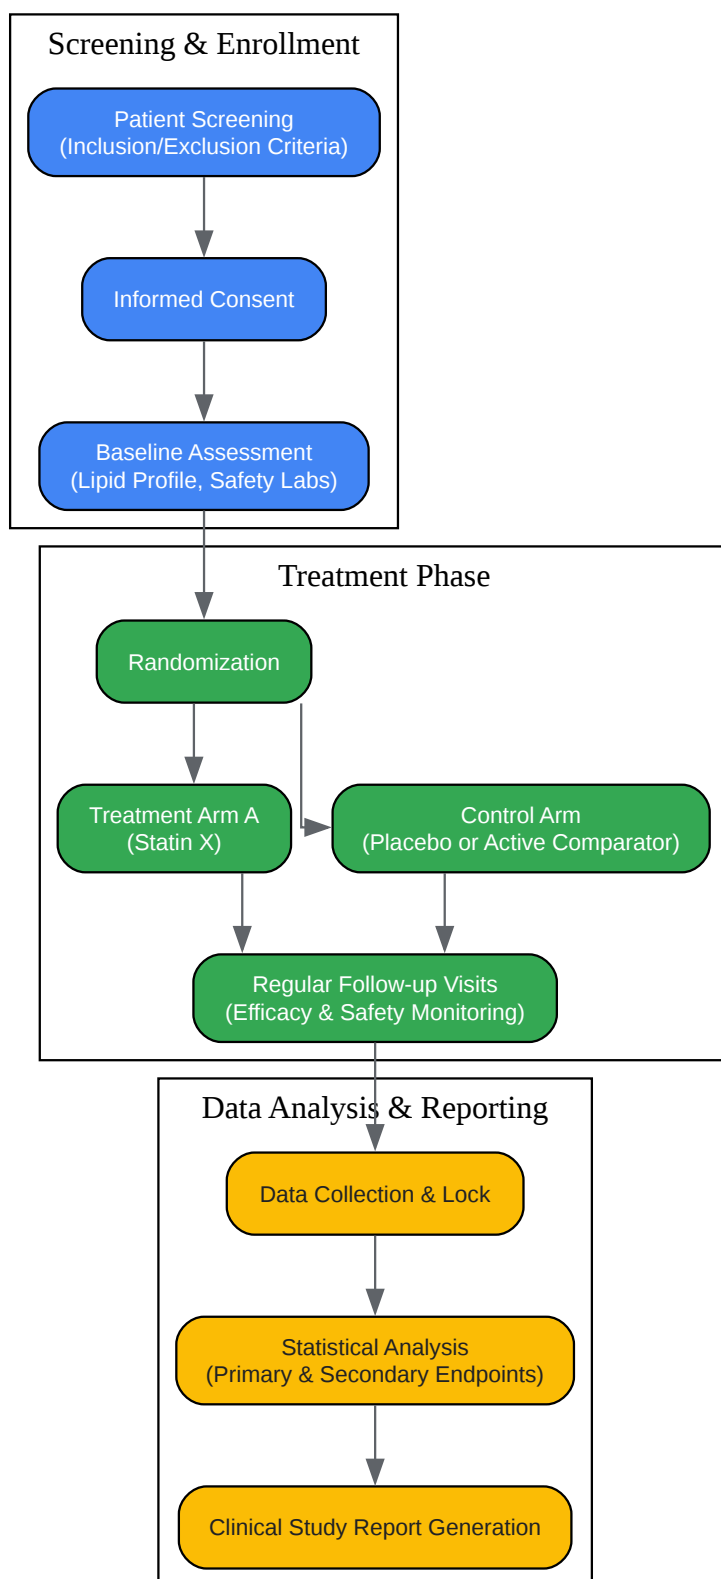 Screening & Enrollment
Patient Screening
(Inclusion/Exclusion Criteria)
Informed Consent
Baseline Assessment
(Lipid Profile, Safety Labs)
Treatment Phase
Randomization
Treatment Arm A
(Statin X)
Control Arm
(Placebo or Active Comparator)
Regular Follow-up Visits
(Efficacy & Safety Monitoring)
Data Analysis & Reporting
Data Collection & Lock
Statistical Analysis
(Primary & Secondary Endpoints)
Clinical Study Report Generation